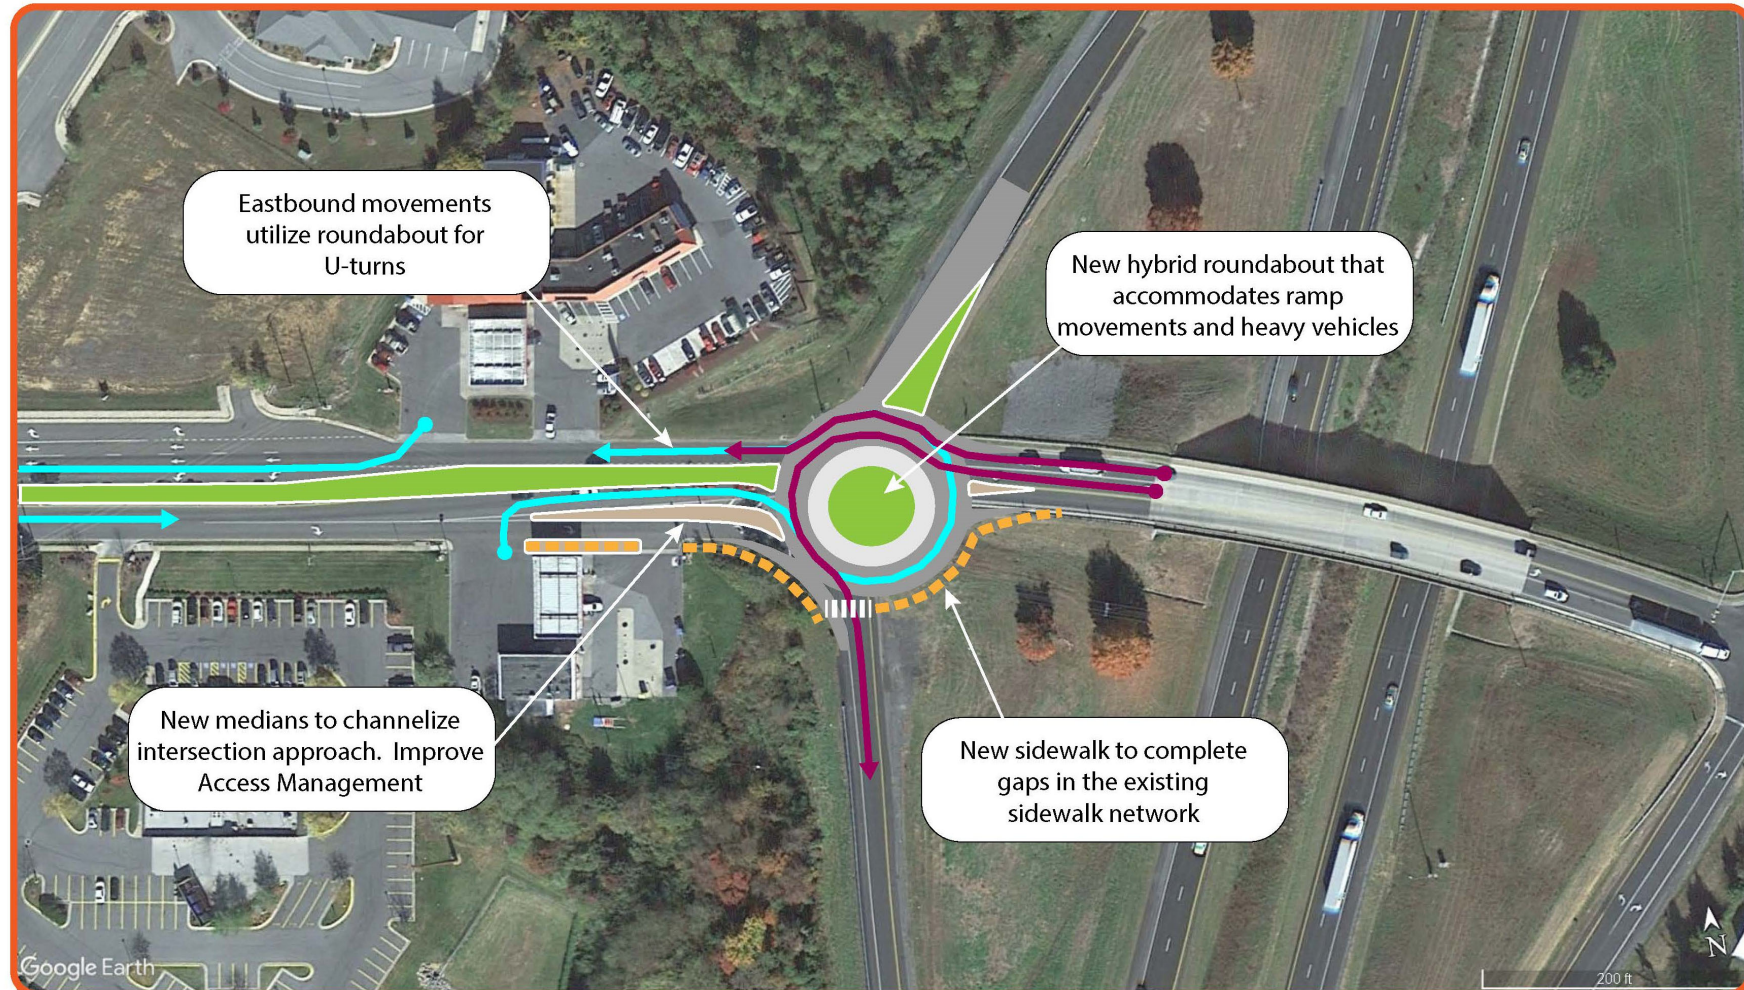 Eastbound movements
utilize roundabout for
U-turns
New hybrid roundabout that
accommodates ramp
movements and heavy vehicles
New medians to channelize
intersection approach.  Improve
Access Management
New sidewalk to complete
gaps in the existing
sidewalk network
Google Earth
N
200 ft